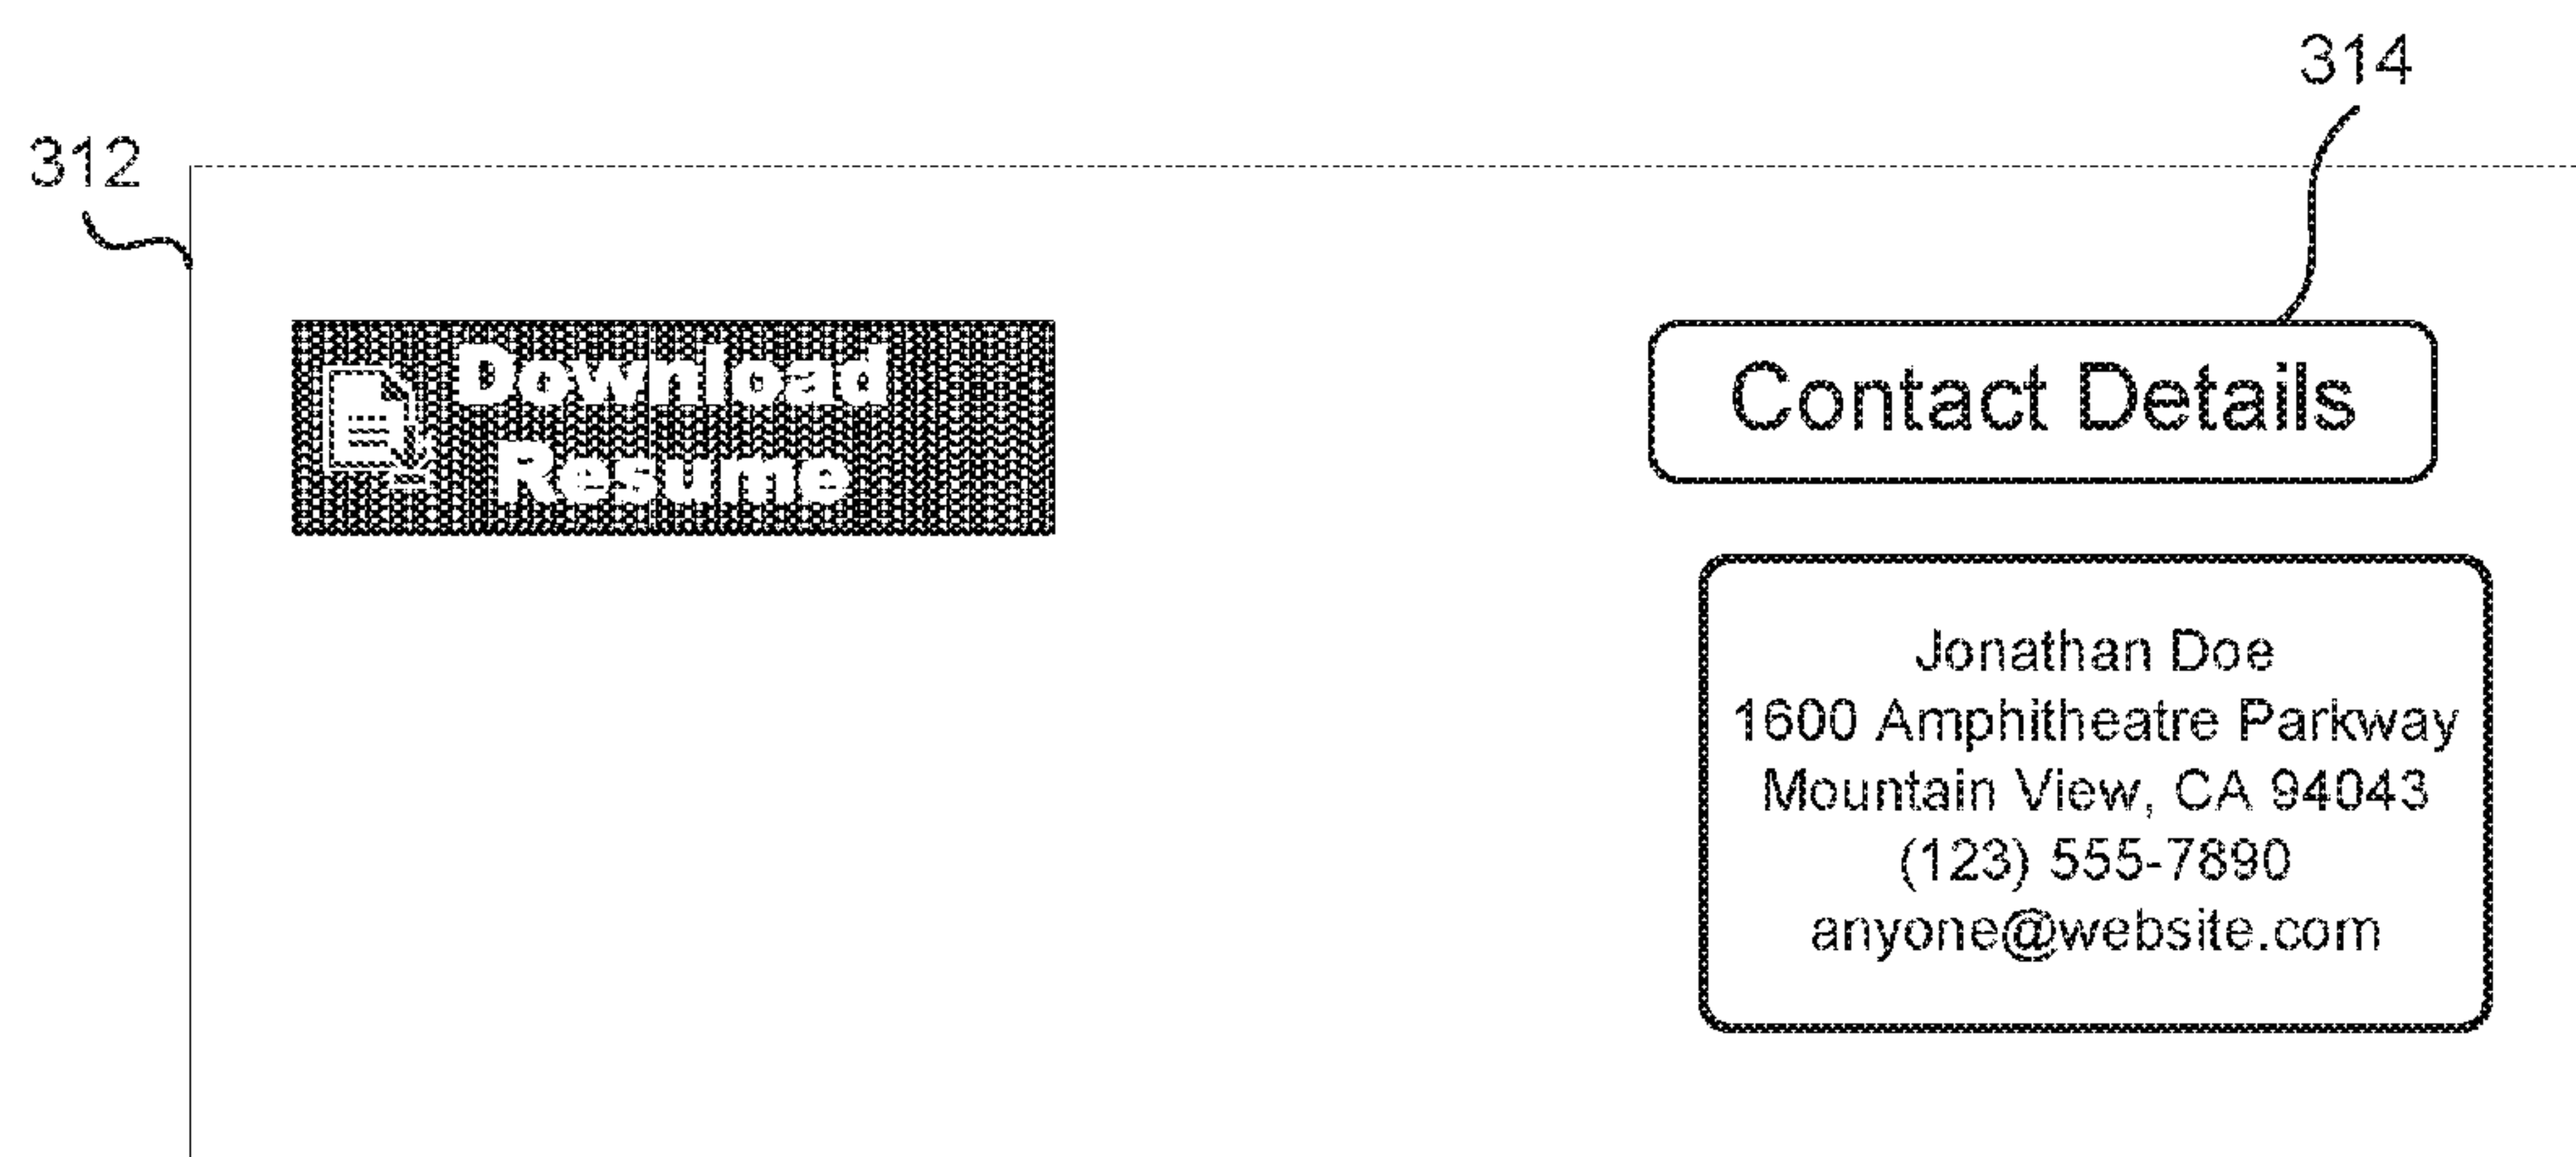 314
312
Download
Resume
Contact Details
Jonathan Doe
1600 Amphitheatre Parkway
Mountain View, CA 94043
(123) 555-7890
anyone@website.com